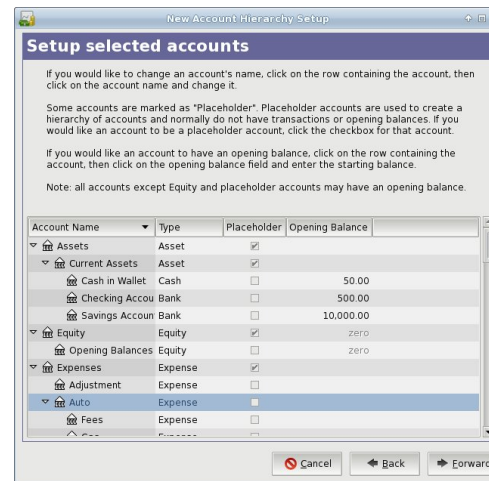 New Account Hierarchy Setup
Setup selected accounts
If you would like to change an account's name, click on the row containing the account, then
click on the account name and change it.
Some accounts are marked as "Placeholder". Placeholder accounts are used to create a
hierarchy of accounts and normally do not have transactions or opening balances. If you
would like an account to be a placeholder account, click the checkbox for that account.
If you would like an account to have an opening balance, click on the row containing the
account, then click on the opening balance field and enter the starting balance.
Note: all accounts except Equity and placeholder accounts may have an opening balance.
Account Name Type Placeholder Opening Balance
Assets Asset
Current Assets Asset
Cash in Wallet Cash 50.00
Checking Accou Bank 500.00
Savings Accoun Bank 10,000.00
Equity Equity zero
Opening Balances Equity zero
Expenses Expense
Adjustment Expense
Auto Expense
Fees Expense
Cancel Back Forward